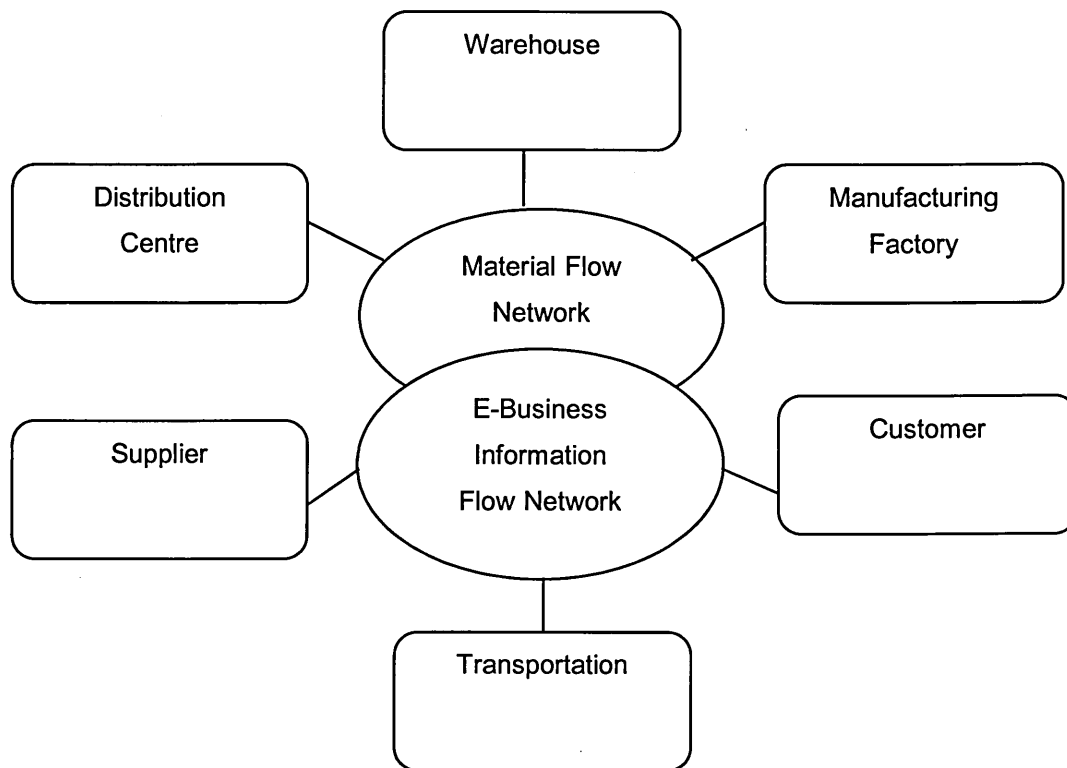 Warehouse
Distribution
Centre
Manufacturing
Factory
Material Flow
Network
E-Business
Information
Flow Network
Supplier
Customer
Transportation